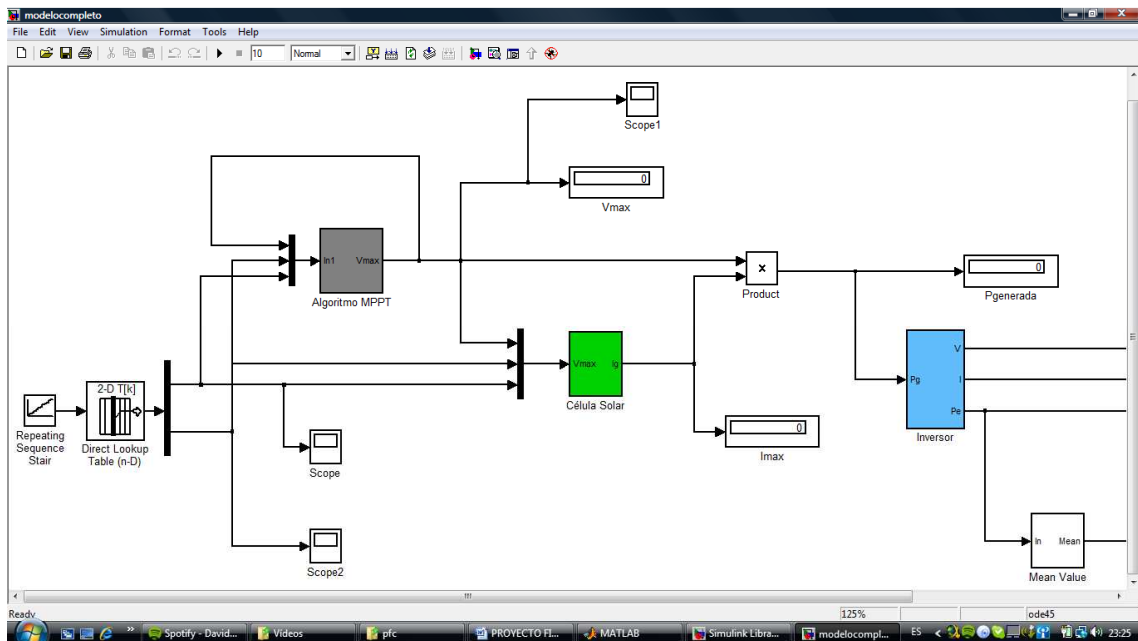 modelocompleto
File Edit View Simulation Format Tools Help
10 Normal
Scope1
0
Vmax
In1 Vmax
Algoritmo MPPT
x
Product
0
Pgenerada
2-D T[k]
Repeating
Sequence
Stair
Direct Lookup
Table (n-D)
Vmax Ig
Célula Solar
Pg V I Pe
Inversor
0
Imax
Scope
Scope2
In Mean
Mean Value
Ready 125% ode45
Spotify - David... Vídeos pfc PROYECTO FI... MATLAB Simulink Libra... modelocompl... ES 23:25